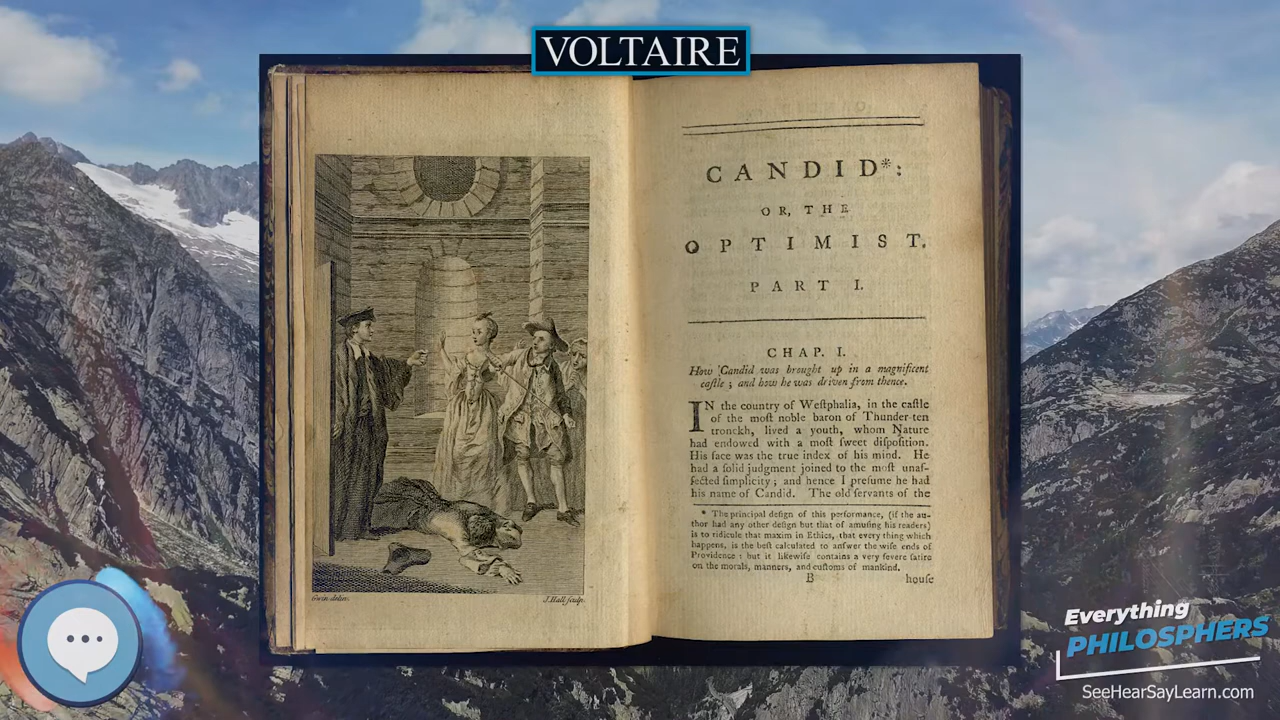 VOLTAIRE
CANDID*:
OR, THE
OPTIMIST.
PART I.
CHAP. I.
How Candid was brought up in a magnificent
caſtle; and how he was driven from thence.
IN the country of Weſtphalia, in the caſtle
of the moſt noble baron of Thunder-ten
tronckh, lived a youth, whom Nature
had endowed with a moſt ſweet diſpoſition.
His face was the true index of his mind. He
had a ſolid judgment joined to the moſt unaf-
fected ſimplicity; and hence I preſume he had
his name of Candid. The old ſervants of the
* The principal deſign of this performance, (if the au-
thor had any other deſign but that of amuſing his readers)
is to ridicule that maxim in Ethics, that every thing which
happens, is the beſt calculated to anſwer the wiſe ends of
Providence: but it likewiſe contains a very ſevere ſatire
on the morals, manners, and cuſtoms of mankind.
B houſe
Gwin delin.
J. Hall ſculp.
Everything
PHILOSPHERS
SeeHearSayLearn.com